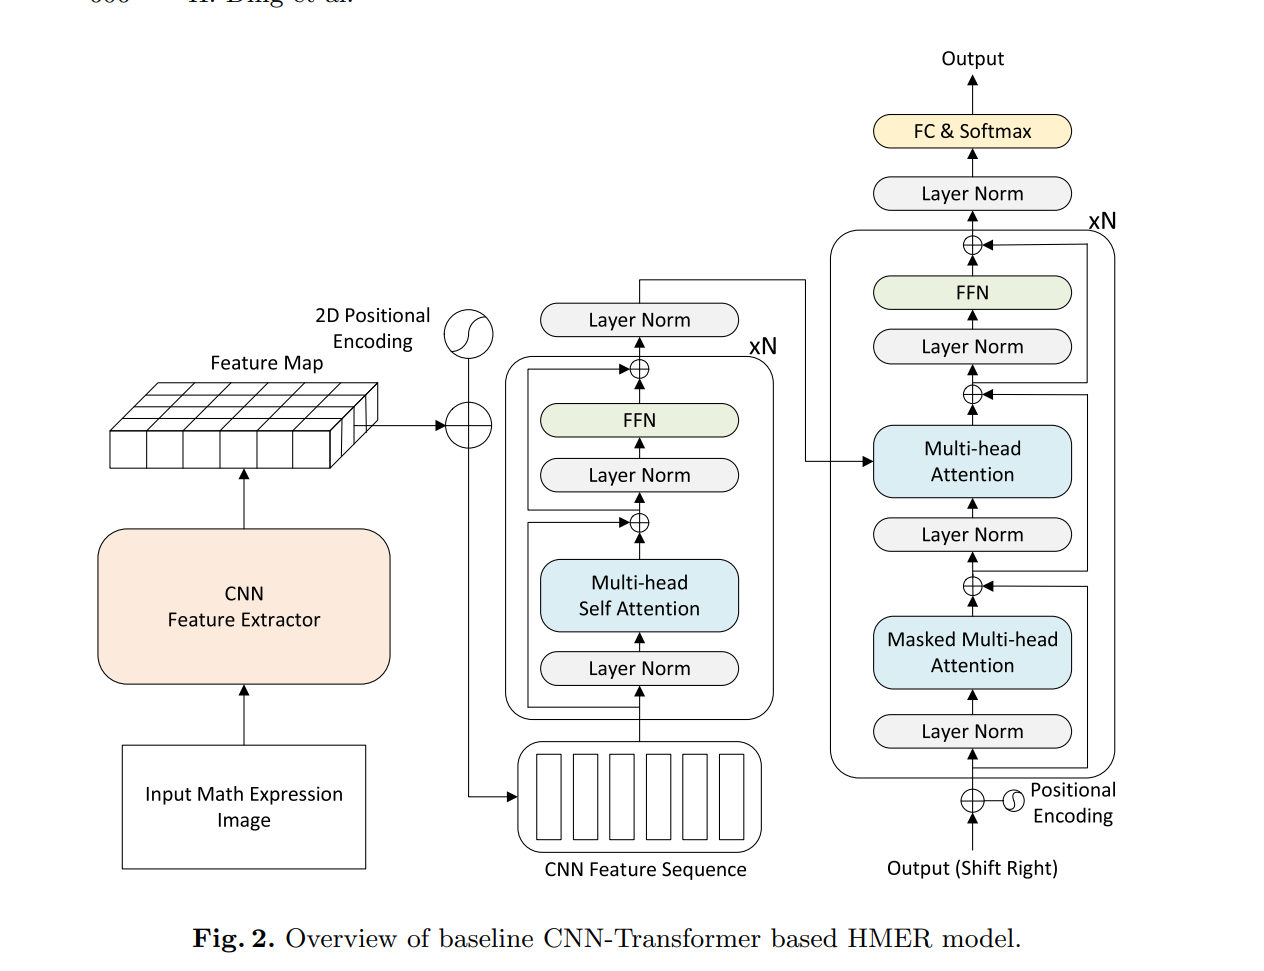 H. Ding et al.
Output
FC & Softmax
Layer Norm
xN
FFN
Layer Norm
Multi-head
Attention
Layer Norm
Masked Multi-head
Attention
Layer Norm
Positional
Encoding
Output (Shift Right)
2D Positional
Encoding
Feature Map
CNN
Feature Extractor
Input Math Expression
Image
Layer Norm
xN
FFN
Layer Norm
Multi-head
Self Attention
Layer Norm
CNN Feature Sequence
Fig. 2. Overview of baseline CNN-Transformer based HMER model.